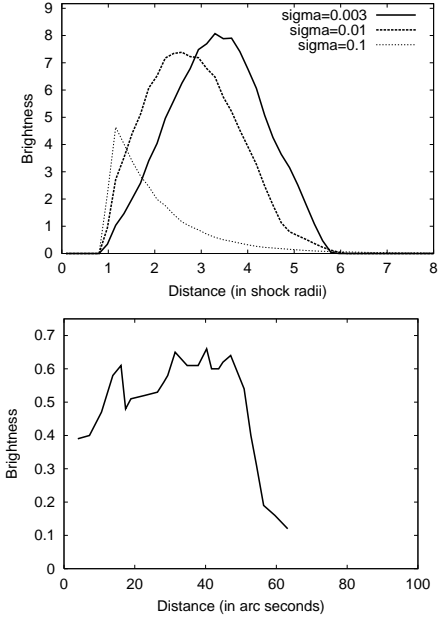 sigma=0.003
sigma=0.01
sigma=0.1
9
8
7
6
5
4
3
2
1
0
Brightness
0 1 2 3 4 5 6 7 8
Distance (in shock radii)
0.7
0.6
0.5
0.4
0.3
0.2
0.1
0
Brightness
0 20 40 60 80 100
Distance (in arc seconds)